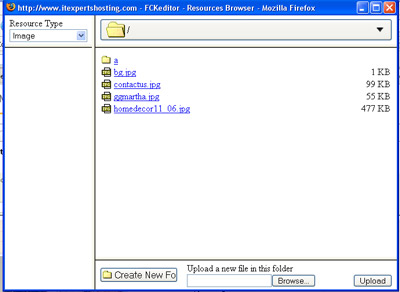 http://www.itexpertshosting.com - FCKeditor - Resources Browser - Mozilla Firefox
Resource Type
Image
/
a
bg.jpg 1 KB
contactus.jpg 99 KB
ggmartha.jpg 55 KB
homedecor11_06.jpg 477 KB
Create New Fo
Upload a new file in this folder
Browse... Upload